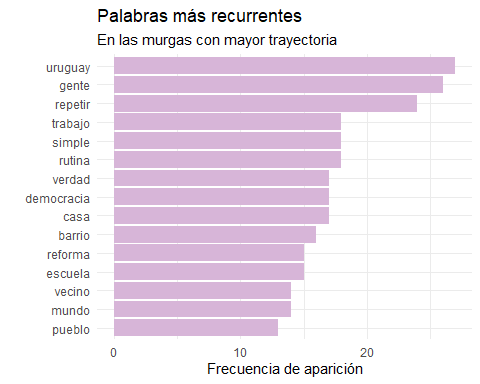 Palabras más recurrentes
En las murgas con mayor trayectoria
uruguay
gente
repetir
trabajo
simple
rutina
verdad
democracia
casa
barrio
reforma
escuela
vecino
mundo
pueblo
0 10 20
Frecuencia de aparición